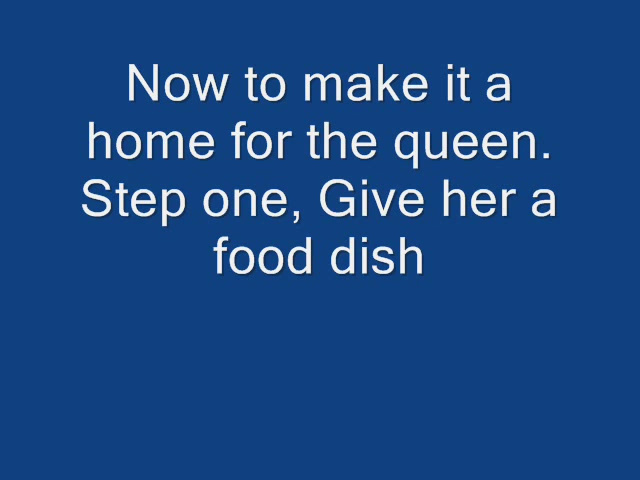 Now to make it a
home for the queen.
Step one, Give her a
food dish